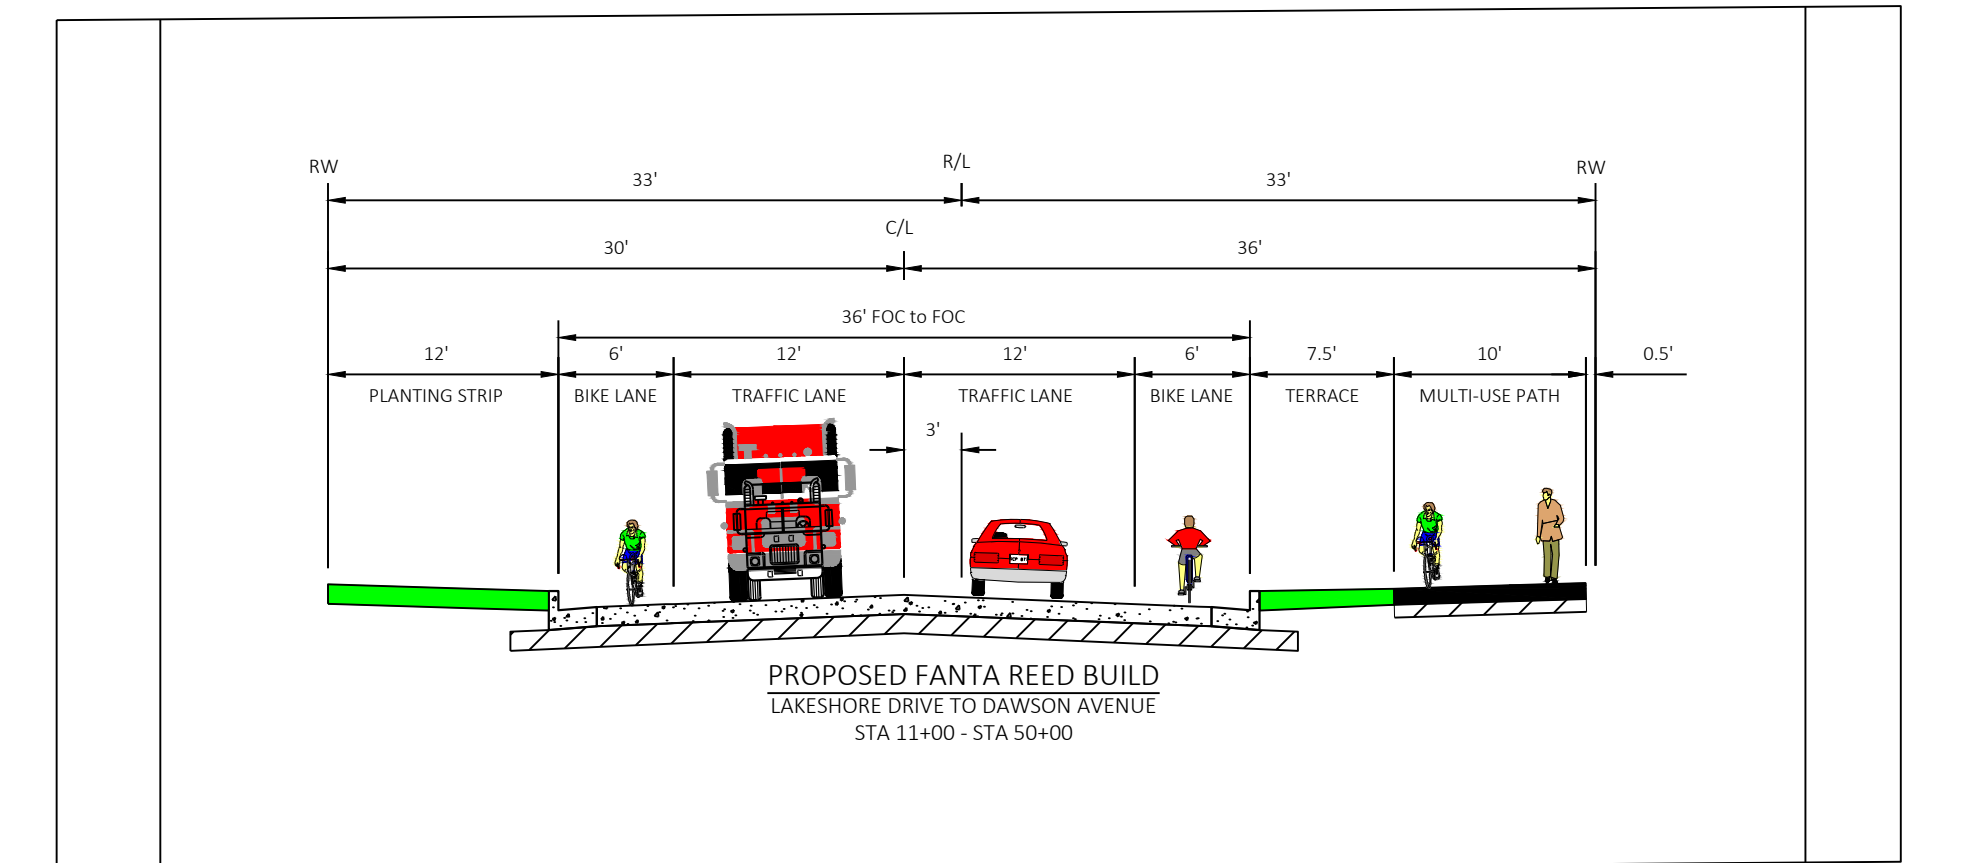 RW
R/L
RW
33'
33'
C/L
30'
36'
36' FOC to FOC
12'
6'
12'
12'
6'
7.5'
10'
0.5'
PLANTING STRIP
BIKE LANE
TRAFFIC LANE
TRAFFIC LANE
BIKE LANE
TERRACE
MULTI-USE PATH
3'
PROPOSED FANTA REED BUILD
LAKESHORE DRIVE TO DAWSON AVENUE
STA 11+00 - STA 50+00